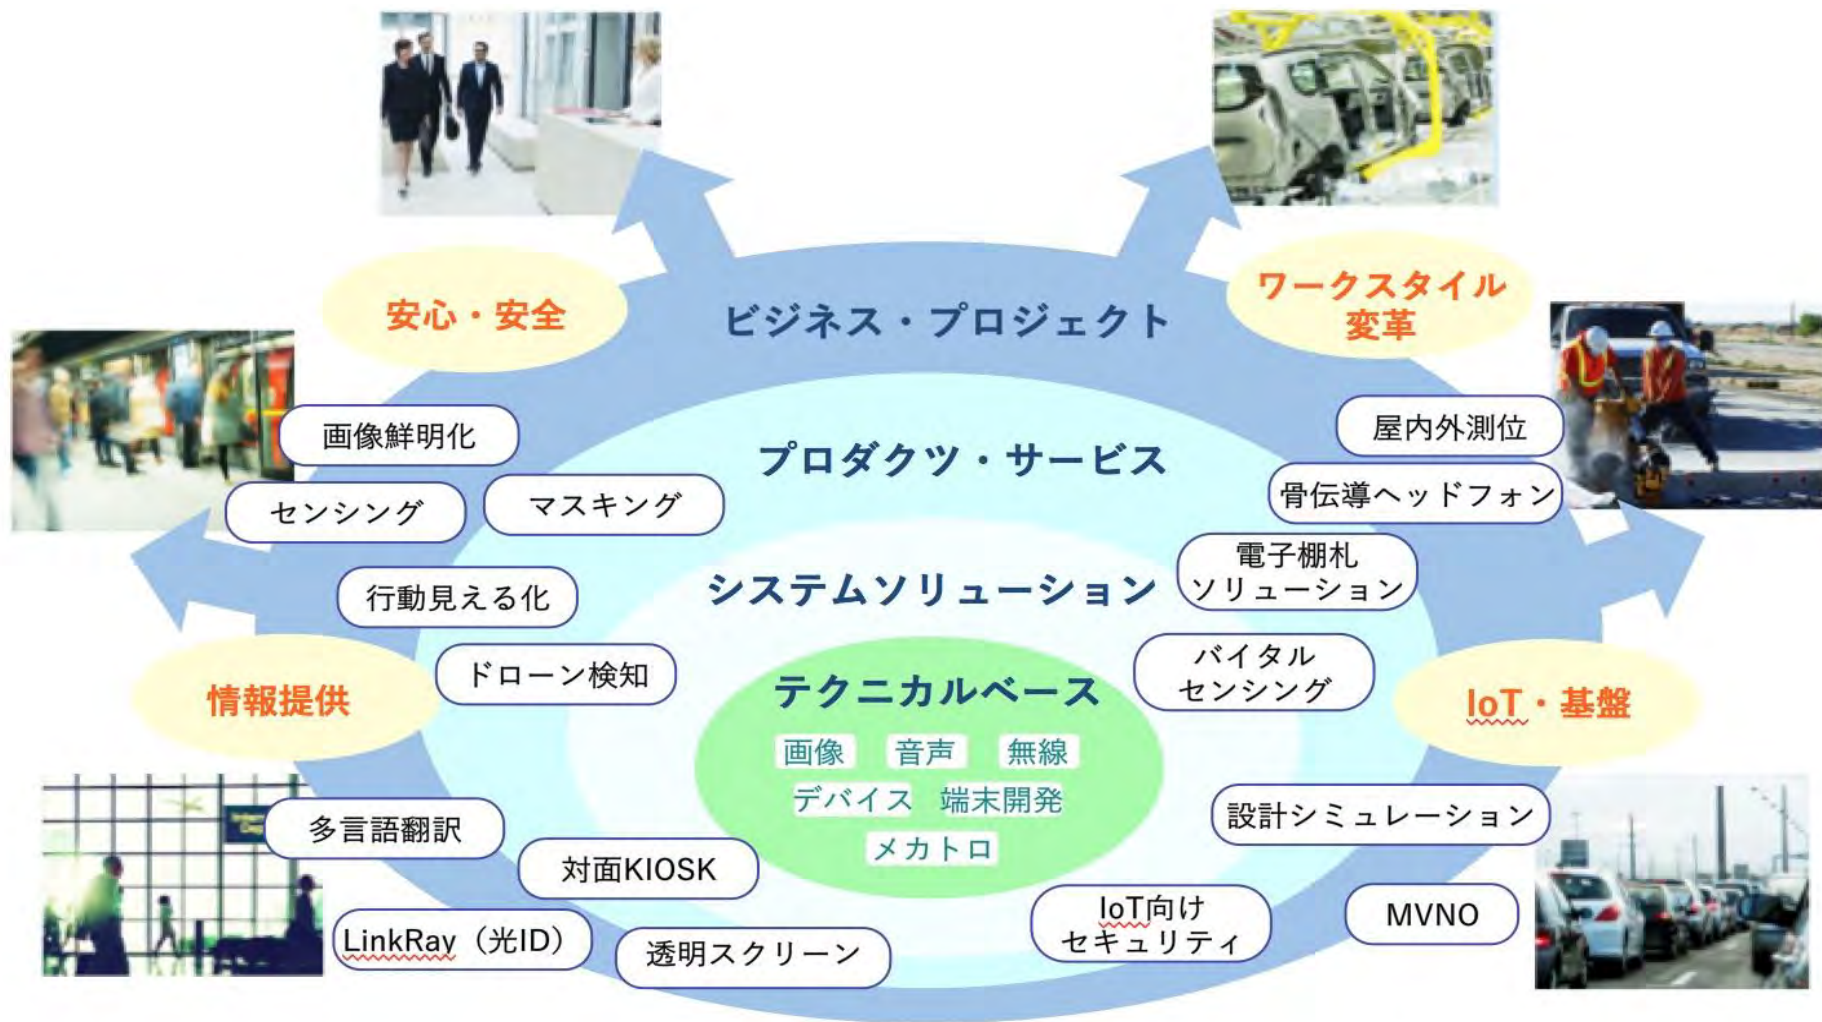 安心・安全
ビジネス・プロジェクト
ワークスタイル
変革
画像鮮明化
センシング
マスキング
行動見える化
ドローン検知
プロダクツ・サービス
屋内外測位
骨伝導ヘッドフォン
電子棚札
ソリューション
バイタル
センシング
システムソリューション
テクニカルベース
画像 音声 無線
デバイス 端末開発
メカトロ
情報提供
IoT・基盤
多言語翻訳
対面KIOSK
LinkRay（光ID）
透明スクリーン
設計シミュレーション
IoT向け
セキュリティ
MVNO